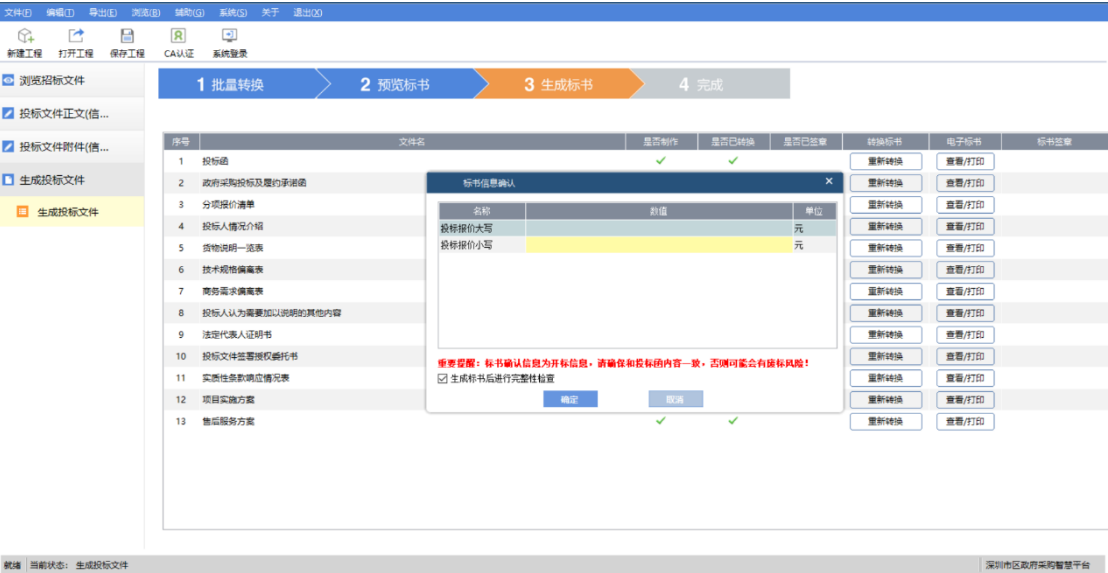 文件(F) 编辑(T) 导出(E) 浏览(B) 辅助(G) 系统(S) 关于 退出(X)
新建工程 打开工程 保存工程 CA认证 系统登录
浏览招标文件
投标文件正文(信...
投标文件附件(信...
生成投标文件
生成投标文件
1 批量转换 2 预览标书 3 生成标书 4 完成
序号 文件名 是否制作 是否已转换 是否已签章 转换标书 电子标书 标书签章
1 投标函 重新转换 查看/打印
2 政府采购投标及履约承诺函 重新转换 查看/打印
3 分项报价清单 重新转换 查看/打印
4 投标人情况介绍 重新转换 查看/打印
5 货物说明一览表 重新转换 查看/打印
6 技术规格偏离表 重新转换 查看/打印
7 商务需求偏离表 重新转换 查看/打印
8 投标人认为需要加以说明的其他内容 重新转换 查看/打印
9 法定代表人证明书 重新转换 查看/打印
10 投标文件签署授权委托书 重新转换 查看/打印
11 实质性条款响应情况表 重新转换 查看/打印
12 项目实施方案 重新转换 查看/打印
13 售后服务方案 重新转换 查看/打印
标书信息确认 ×
名称 数值 单位
投标报价大写 元
投标报价小写 元
重要提醒：标书确认信息为开标信息，请确保和投标函内容一致，否则可能会有废标风险！
生成标书后进行完整性检查
确定 取消
就绪 当前状态： 生成投标文件 深圳市区政府采购智慧平台